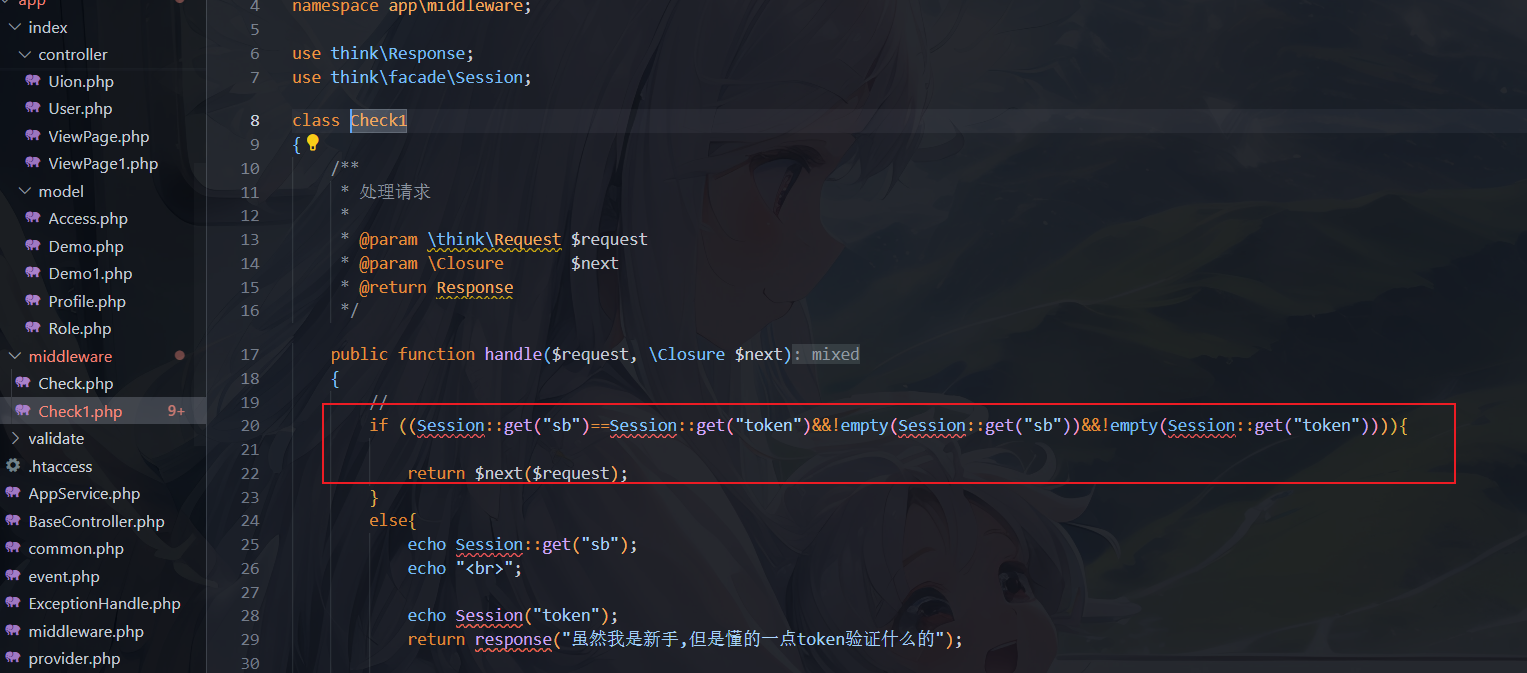 app
index
controller
Uion.php
User.php
ViewPage.php
ViewPage1.php
model
Access.php
Demo.php
Demo1.php
Profile.php
Role.php
middleware
Check.php
Check1.php 9+
validate
.htaccess
AppService.php
BaseController.php
common.php
event.php
ExceptionHandle.php
middleware.php
provider.php
4 namespace app\middleware;
5
6 use think\Response;
7 use think\facade\Session;
8 class Check1
9 {
10 /**
11 * 处理请求
12 *
13 * @param \think\Request $request
14 * @param \Closure $next
15 * @return Response
16 */
17 public function handle($request, \Closure $next): mixed
18 {
19 //
20 if ((Session::get("sb")==Session::get("token")&&!empty(Session::get("sb"))&&!empty(Session::get("token")))){
21
22 return $next($request);
23 }
24 else{
25 echo Session::get("sb");
26 echo "<br>";
27
28 echo Session("token");
29 return response("虽然我是新手,但是懂的一点token验证什么的");
30